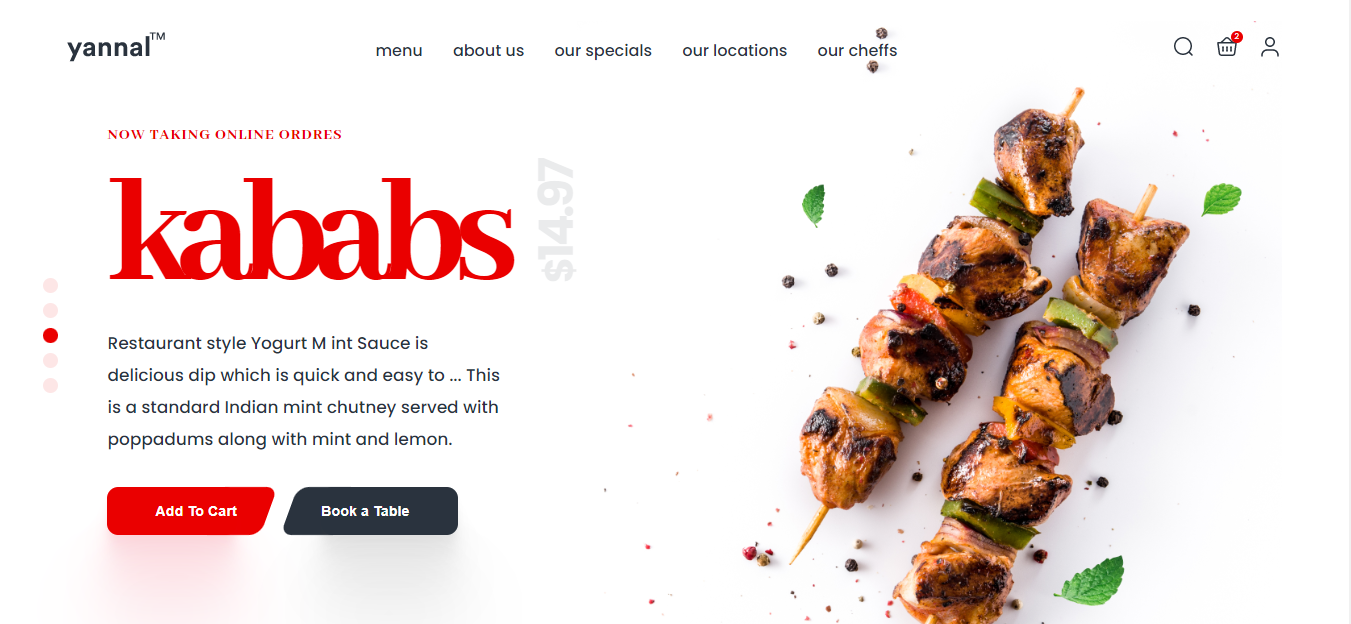 yannal™
menu about us our specials our locations our cheffs
2
NOW TAKING ONLINE ORDRES
kababs
$14.97
Restaurant style Yogurt M int Sauce is
delicious dip which is quick and easy to ... This
is a standard Indian mint chutney served with
poppadums along with mint and lemon.
Add To Cart
Book a Table